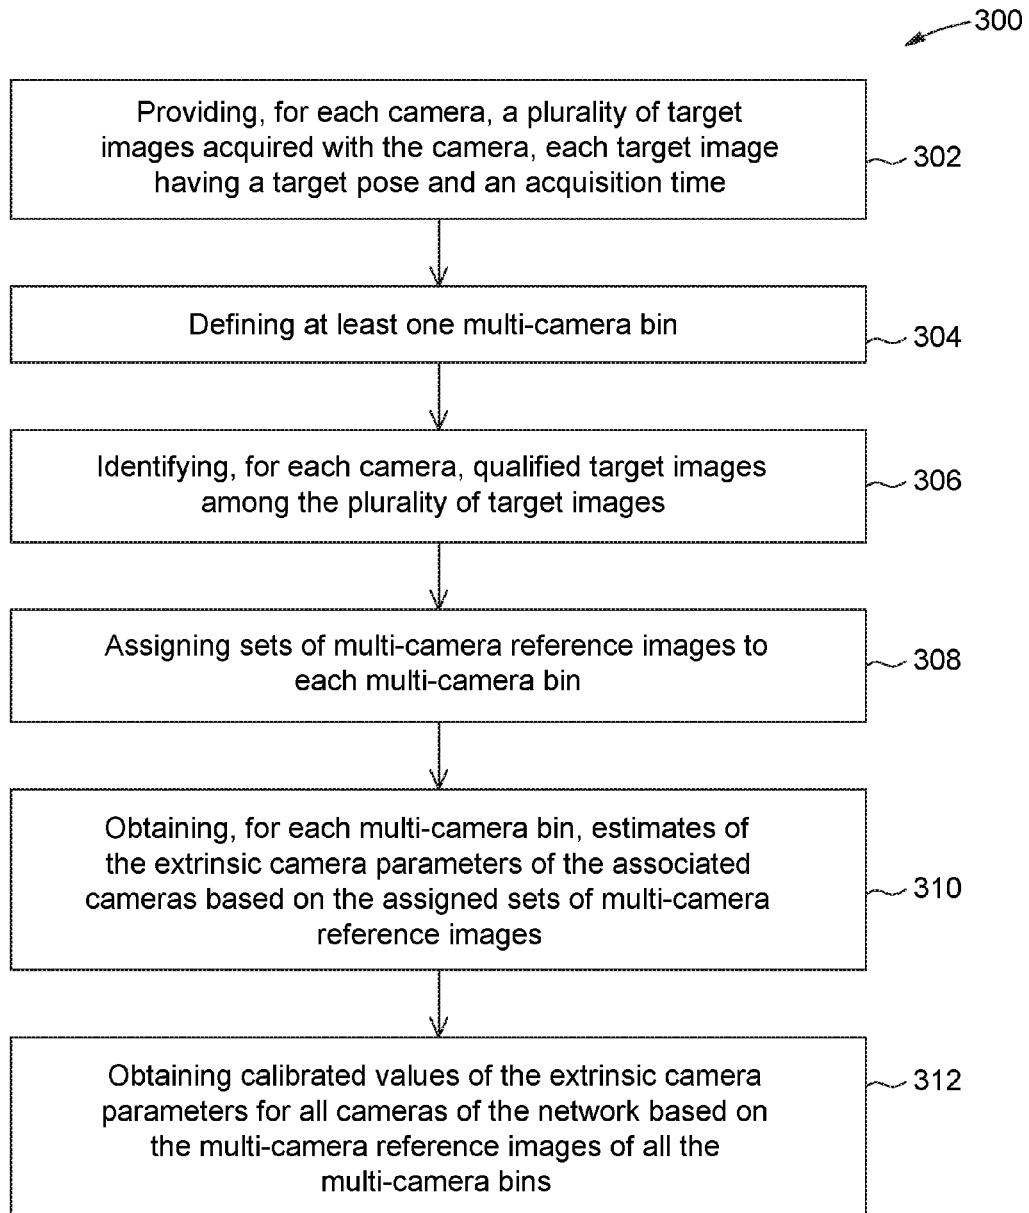 300
Providing, for each camera, a plurality of target
images acquired with the camera, each target image
having a target pose and an acquisition time
302
Defining at least one multi-camera bin
304
Identifying, for each camera, qualified target images
among the plurality of target images
306
Assigning sets of multi-camera reference images to
each multi-camera bin
308
Obtaining, for each multi-camera bin, estimates of
the extrinsic camera parameters of the associated
cameras based on the assigned sets of multi-camera
reference images
310
Obtaining calibrated values of the extrinsic camera
parameters for all cameras of the network based on
the multi-camera reference images of all the
multi-camera bins
312